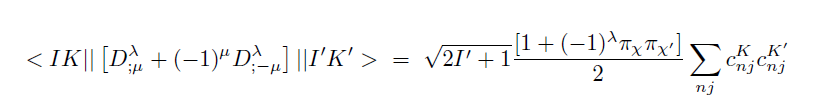 < IK|| [D^λ_{;μ} + (-1)^μ D^λ_{;-μ}] ||I'K' > = √(2I' + 1) [1 + (-1)^λ π_χ π_{χ'}] / 2 ∑_{nj} c^K_{nj} c^{K'}_{nj}